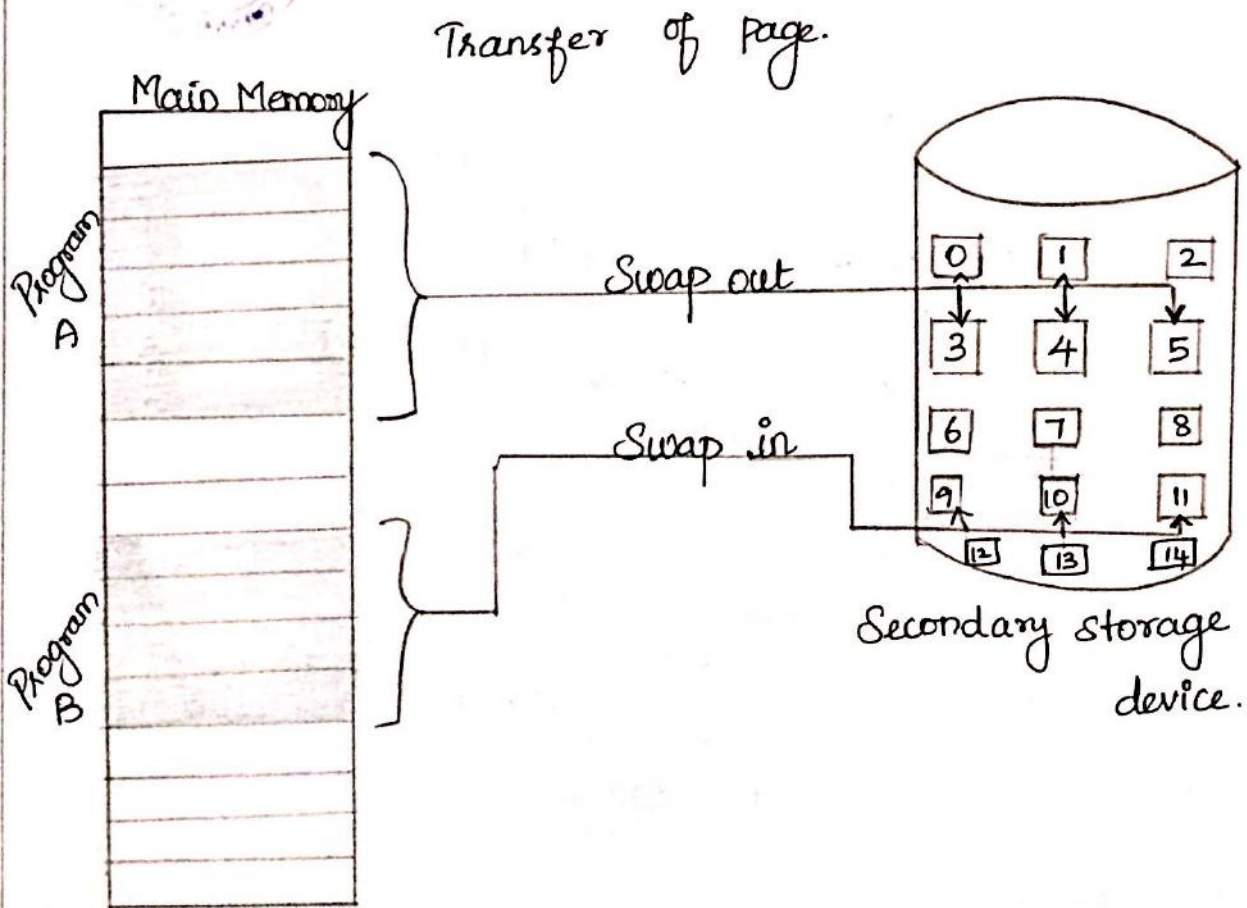 Transfer of page.
Main Memory
Program
A
Swap out
0 1 2
3 4 5
6 7 8
Swap in
9 10 11
12 13 14
Program
B
Secondary storage
device.